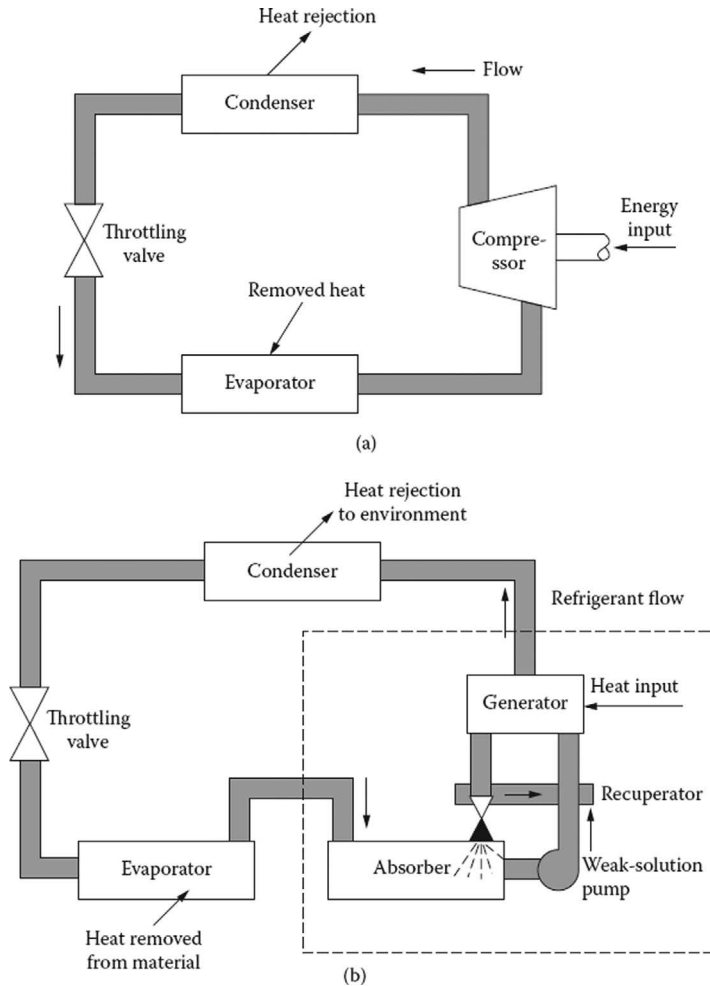 Heat rejection
Flow
Condenser
Throttling
valve
Compre-
ssor
Energy
input
Removed heat
Evaporator
(a)
Heat rejection
to environment
Condenser
Refrigerant flow
Generator
Heat input
Throttling
valve
Recuperator
Evaporator
Absorber
Weak-solution
pump
Heat removed
from material
(b)